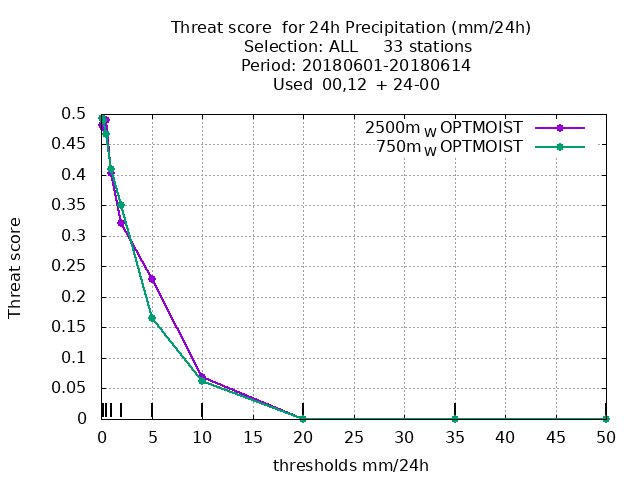 Threat score  for 24h Precipitation (mm/24h)
Selection: ALL     33 stations
Period: 20180601-20180614
Used  00,12  + 24-00
2500m W OPTMOIST
750m W OPTMOIST
0.5
0.45
0.4
0.35
0.3
0.25
0.2
0.15
0.1
0.05
0
Threat score
0 5 10 15 20 25 30 35 40 45 50
thresholds mm/24h